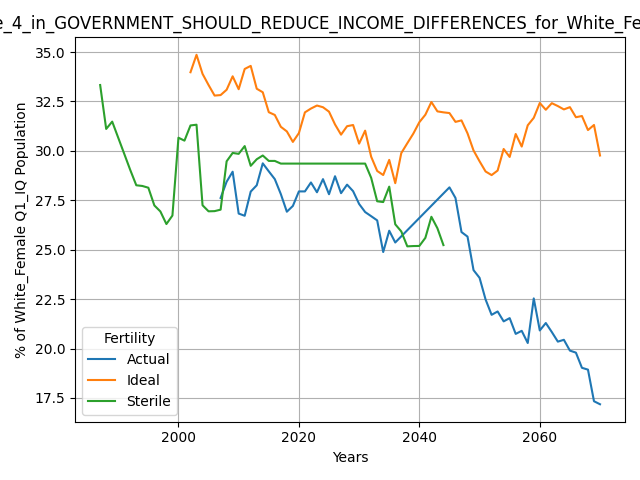 e_4_in_GOVERNMENT_SHOULD_REDUCE_INCOME_DIFFERENCES_for_White_Fe
% of White_Female Q1_IQ Population
35.0
32.5
30.0
27.5
25.0
22.5
20.0
17.5
Fertility
Actual
Ideal
Sterile
2000
2020
2040
2060
Years